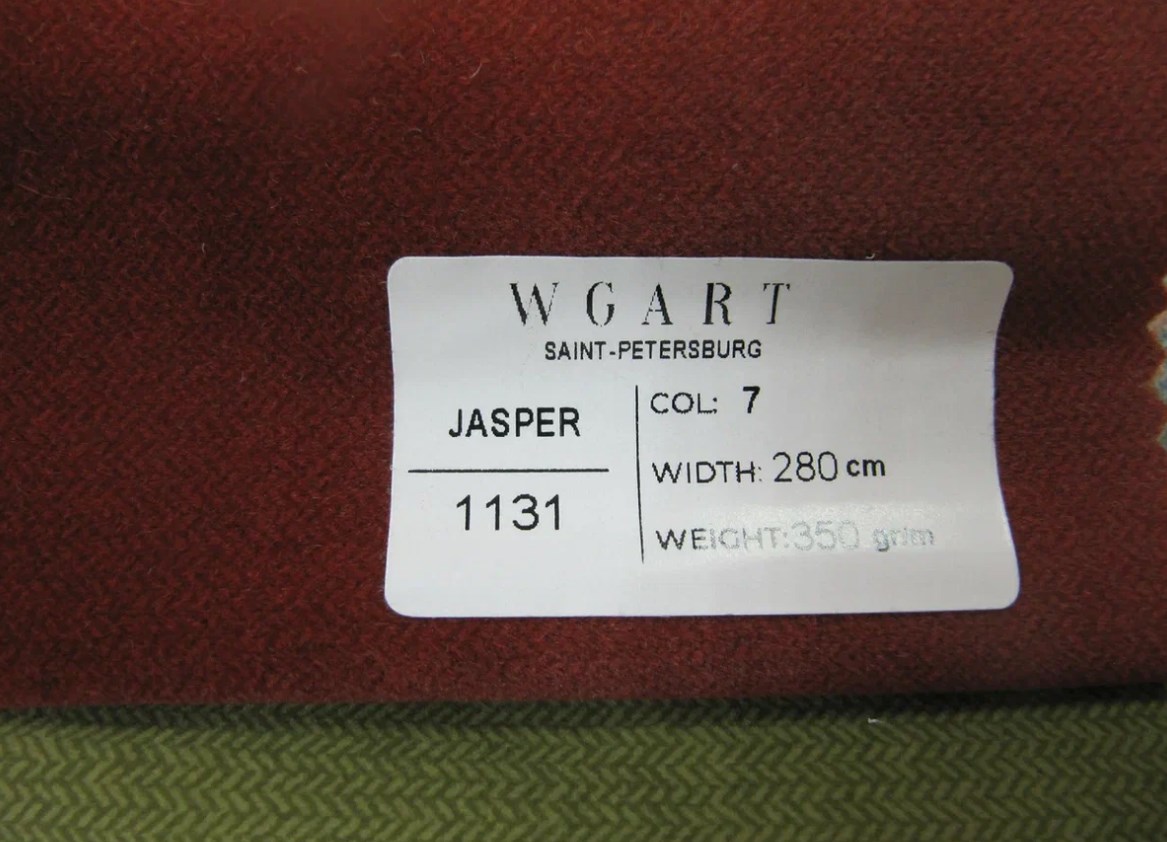 WGART
SAINT-PETERSBURG
JASPER
1131
COL: 7
WIDTH: 280 cm
WEIGHT: 350 gr/m